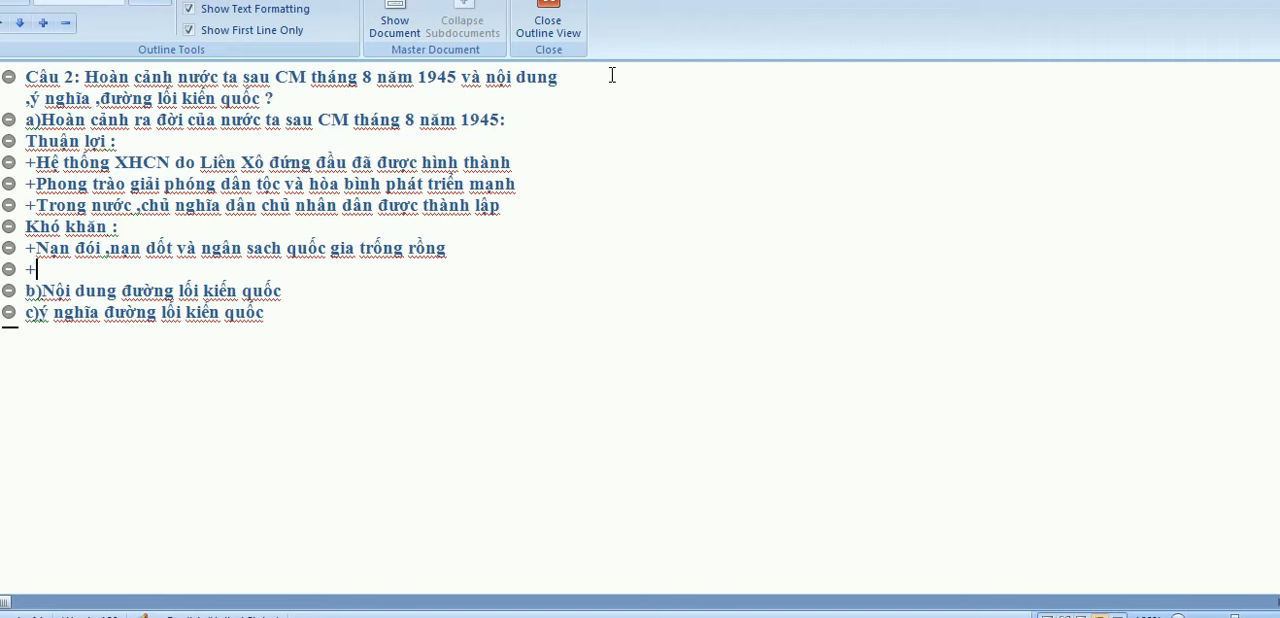 Show Text Formatting
Show First Line Only
Outline Tools
Show Document
Collapse Subdocuments
Master Document
Close Outline View
Close
Câu 2: Hoàn cảnh nước ta sau CM tháng 8 năm 1945 và nội dung
,ý nghĩa ,đường lối kiến quốc ?
a)Hoàn cảnh ra đời của nước ta sau CM tháng 8 năm 1945:
Thuận lợi :
+Hệ thống XHCN do Liên Xô đứng đầu đã được hình thành
+Phong trào giải phóng dân tộc và hòa bình phát triển mạnh
+Trong nước ,chủ nghĩa dân chủ nhân dân được thành lập
Khó khăn :
+Nạn đói ,nạn dốt và ngân sach quốc gia trống rồng
+
b)Nội dung đường lối kiến quốc
c)ý nghĩa đường lối kiến quốc